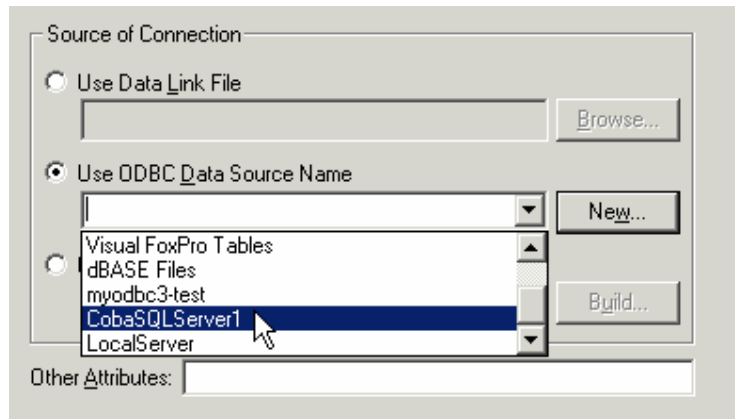 Source of Connection
Use Data Link File
Browse...
Use ODBC Data Source Name
New...
Visual FoxPro Tables
dBASE Files
myodbc3-test
CobaSQLServer1
Build...
LocalServer
Other Attributes: